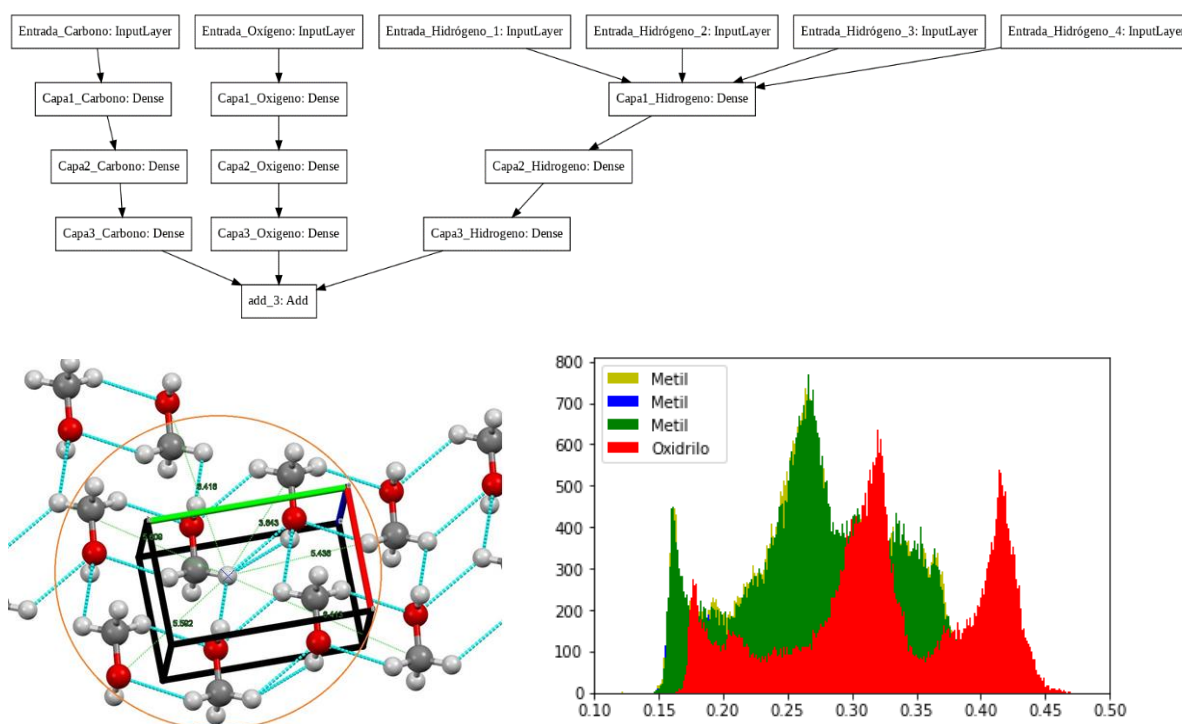 Entrada_Carbono: InputLayer
Entrada_Oxígeno: InputLayer
Entrada_Hidrógeno_1: InputLayer
Entrada_Hidrógeno_2: InputLayer
Entrada_Hidrógeno_3: InputLayer
Entrada_Hidrógeno_4: InputLayer
Capa1_Carbono: Dense
Capa1_Oxigeno: Dense
Capa1_Hidrogeno: Dense
Capa2_Carbono: Dense
Capa2_Oxigeno: Dense
Capa2_Hidrogeno: Dense
Capa3_Carbono: Dense
Capa3_Oxigeno: Dense
Capa3_Hidrogeno: Dense
add_3: Add
3.643
5.436
5.592
800
700
600
500
400
300
200
100
0
Metil
Metil
Metil
Oxidrilo
0.10
0.15
0.20
0.25
0.30
0.35
0.40
0.45
0.50